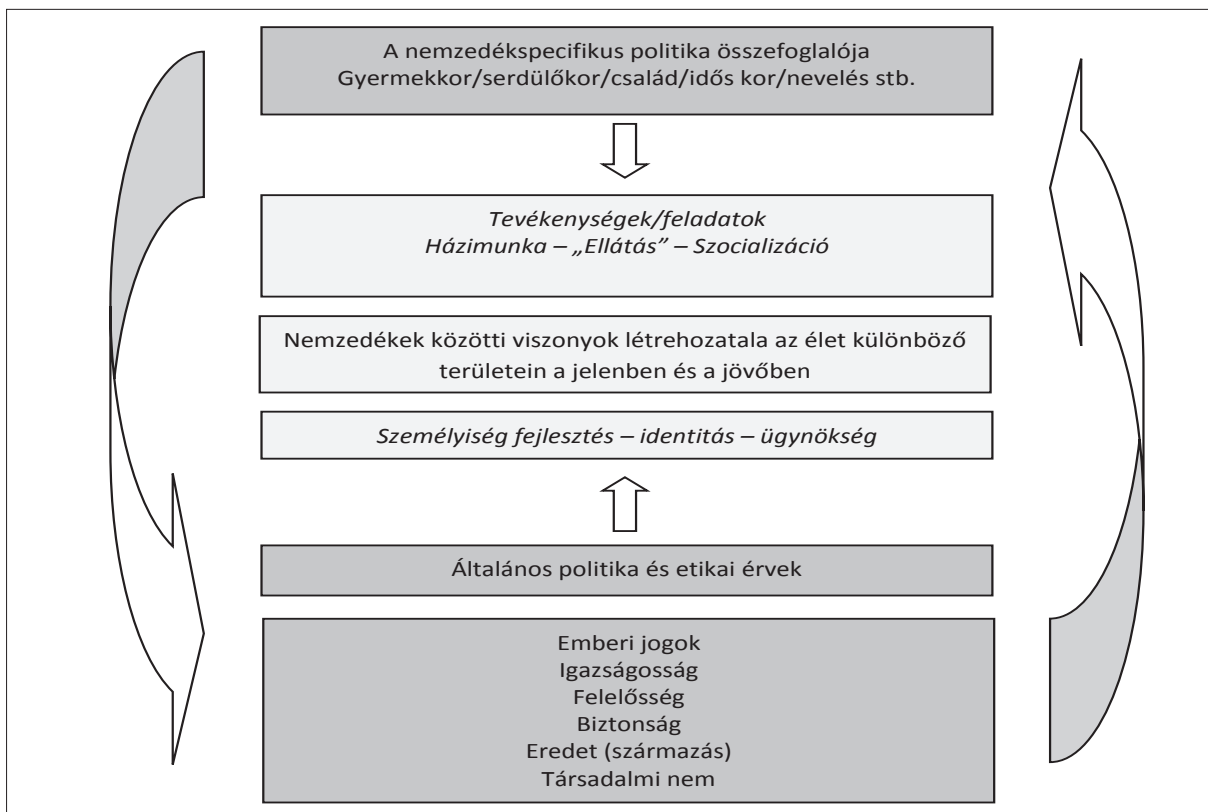 A nemzedékspecifikus politika összefoglalója
Gyermekkor/serdülőkor/család/idős kor/nevelés stb.
Tevékenységek/feladatok
Házimunka – „Ellátás” – Szocializáció
Nemzedékek közötti viszonyok létrehozatala az élet különböző
területein a jelenben és a jövőben
Személyiség fejlesztés – identitás – ügynökség
Általános politika és etikai érvek
Emberi jogok
Igazságosság
Felelősség
Biztonság
Eredet (származás)
Társadalmi nem